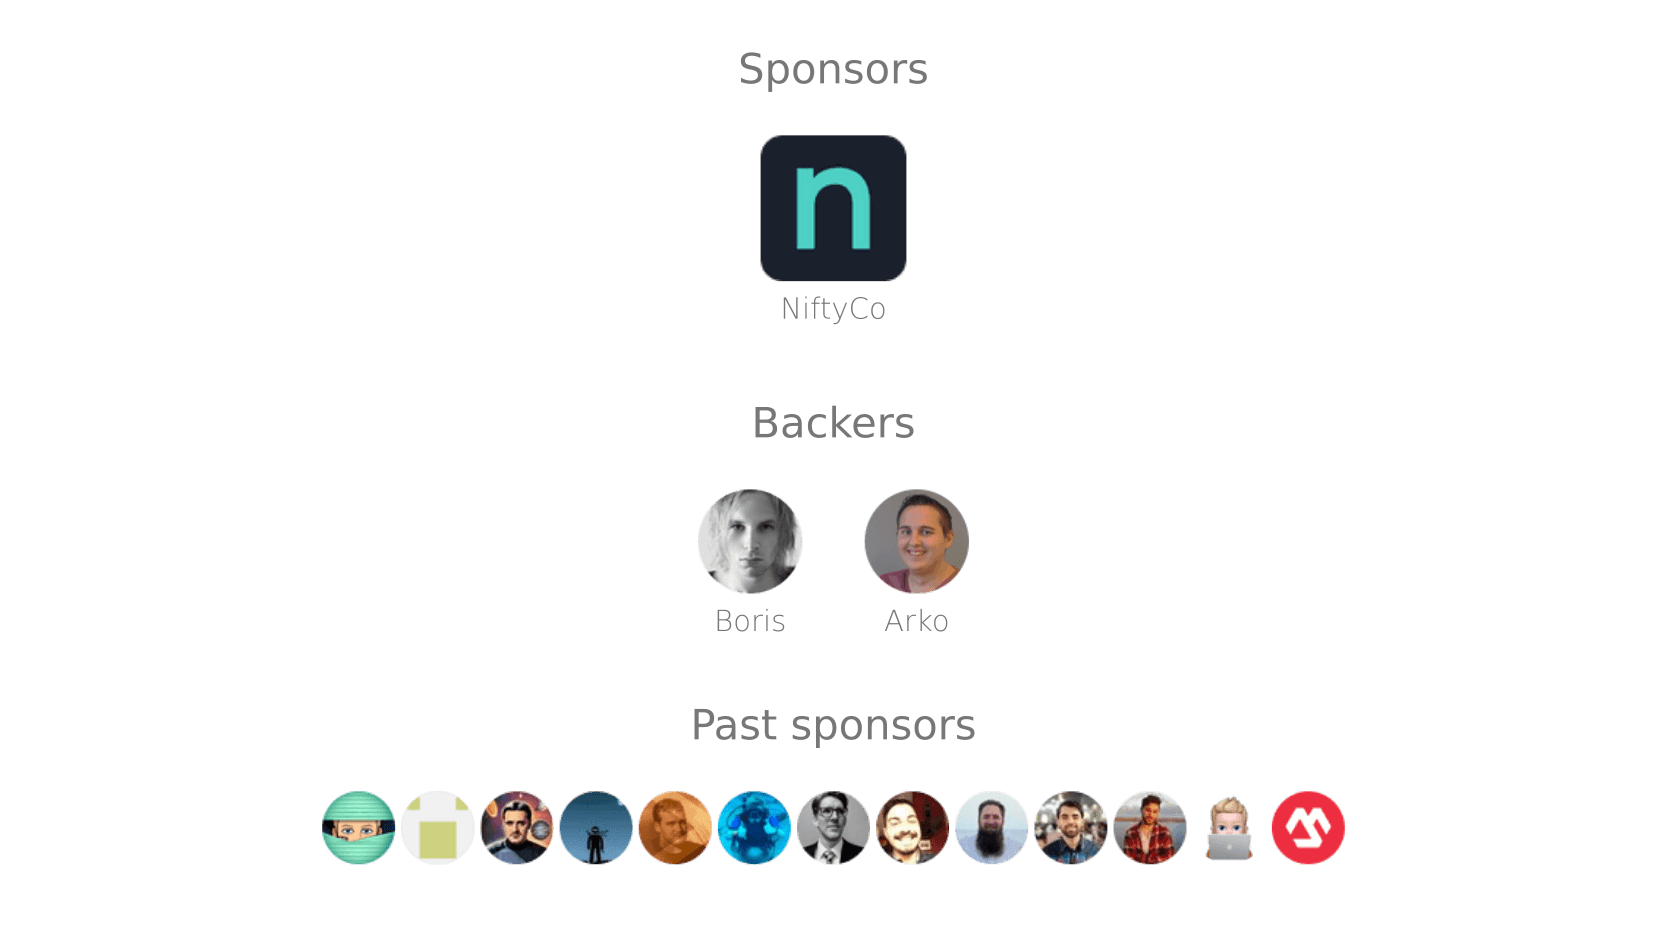 Sponsors
n
NiftyCo
Backers
Boris
Arko
Past sponsors